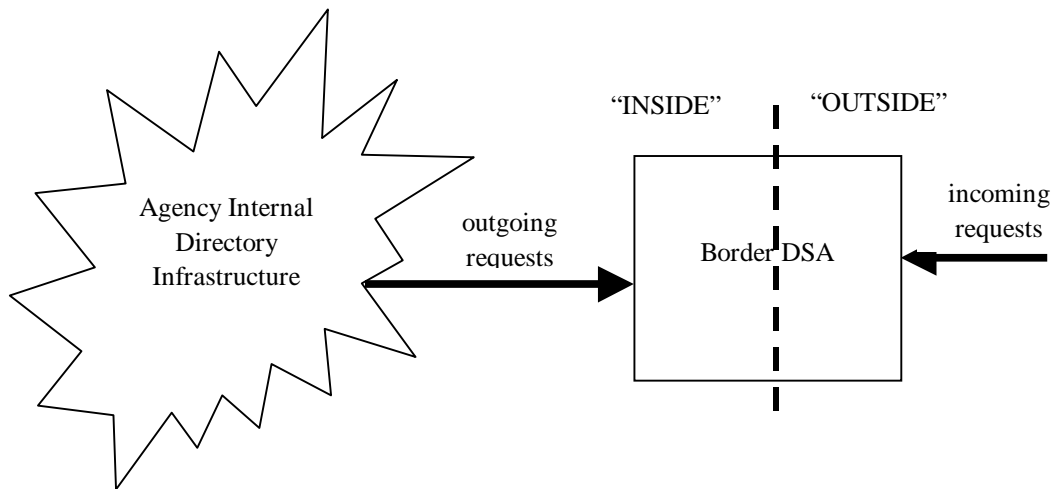 “INSIDE”
“OUTSIDE”
Agency Internal
Directory
Infrastructure
outgoing
requests
Border DSA
incoming
requests